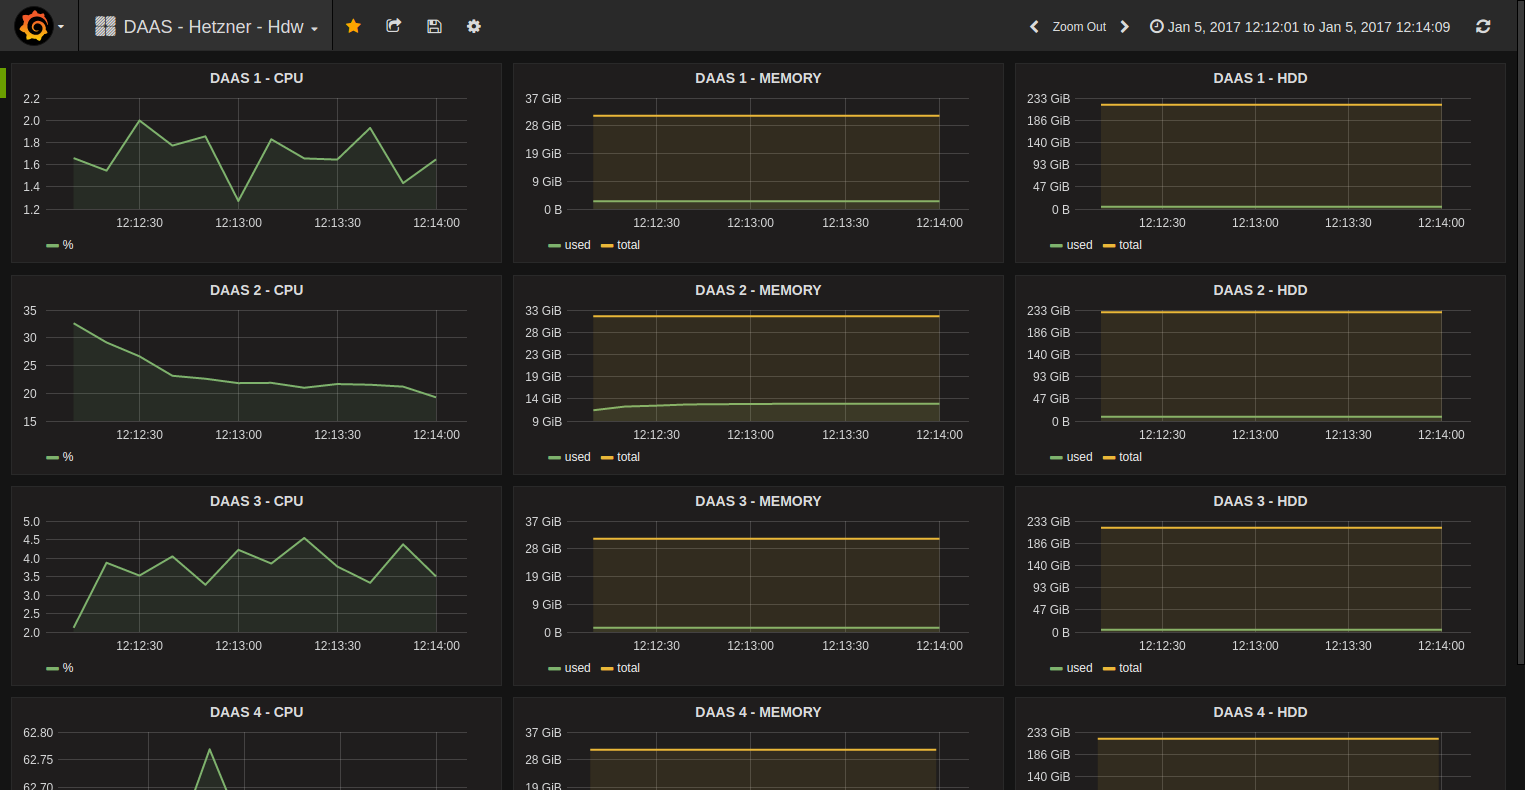 DAAS - Hetzner - Hdw
Zoom Out
Jan 5, 2017 12:12:01 to Jan 5, 2017 12:14:09
DAAS 1 - CPU
2.2
2.0
1.8
1.6
1.4
1.2
12:12:30 12:13:00 12:13:30 12:14:00
%
DAAS 1 - MEMORY
37 GiB
28 GiB
19 GiB
9 GiB
0 B
12:12:30 12:13:00 12:13:30 12:14:00
used total
DAAS 1 - HDD
233 GiB
186 GiB
140 GiB
93 GiB
47 GiB
0 B
12:12:30 12:13:00 12:13:30 12:14:00
used total
DAAS 2 - CPU
35
30
25
20
15
12:12:30 12:13:00 12:13:30 12:14:00
%
DAAS 2 - MEMORY
33 GiB
28 GiB
23 GiB
19 GiB
14 GiB
9 GiB
12:12:30 12:13:00 12:13:30 12:14:00
used total
DAAS 2 - HDD
233 GiB
186 GiB
140 GiB
93 GiB
47 GiB
0 B
12:12:30 12:13:00 12:13:30 12:14:00
used total
DAAS 3 - CPU
5.0
4.5
4.0
3.5
3.0
2.5
2.0
12:12:30 12:13:00 12:13:30 12:14:00
%
DAAS 3 - MEMORY
37 GiB
28 GiB
19 GiB
9 GiB
0 B
12:12:30 12:13:00 12:13:30 12:14:00
used total
DAAS 3 - HDD
233 GiB
186 GiB
140 GiB
93 GiB
47 GiB
0 B
12:12:30 12:13:00 12:13:30 12:14:00
used total
DAAS 4 - CPU
62.80
62.75
62.70
DAAS 4 - MEMORY
37 GiB
28 GiB
19 GiB
DAAS 4 - HDD
233 GiB
186 GiB
140 GiB